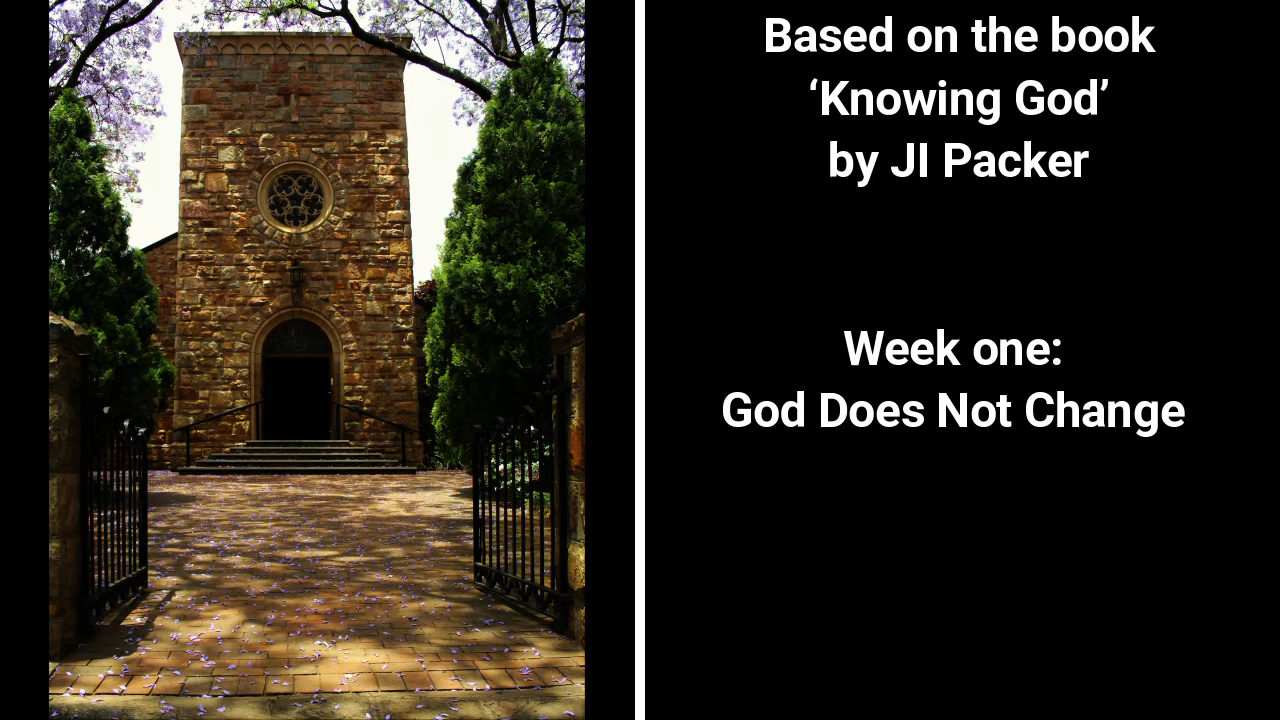 Based on the book
‘Knowing God’
by JI Packer
Week one:
God Does Not Change